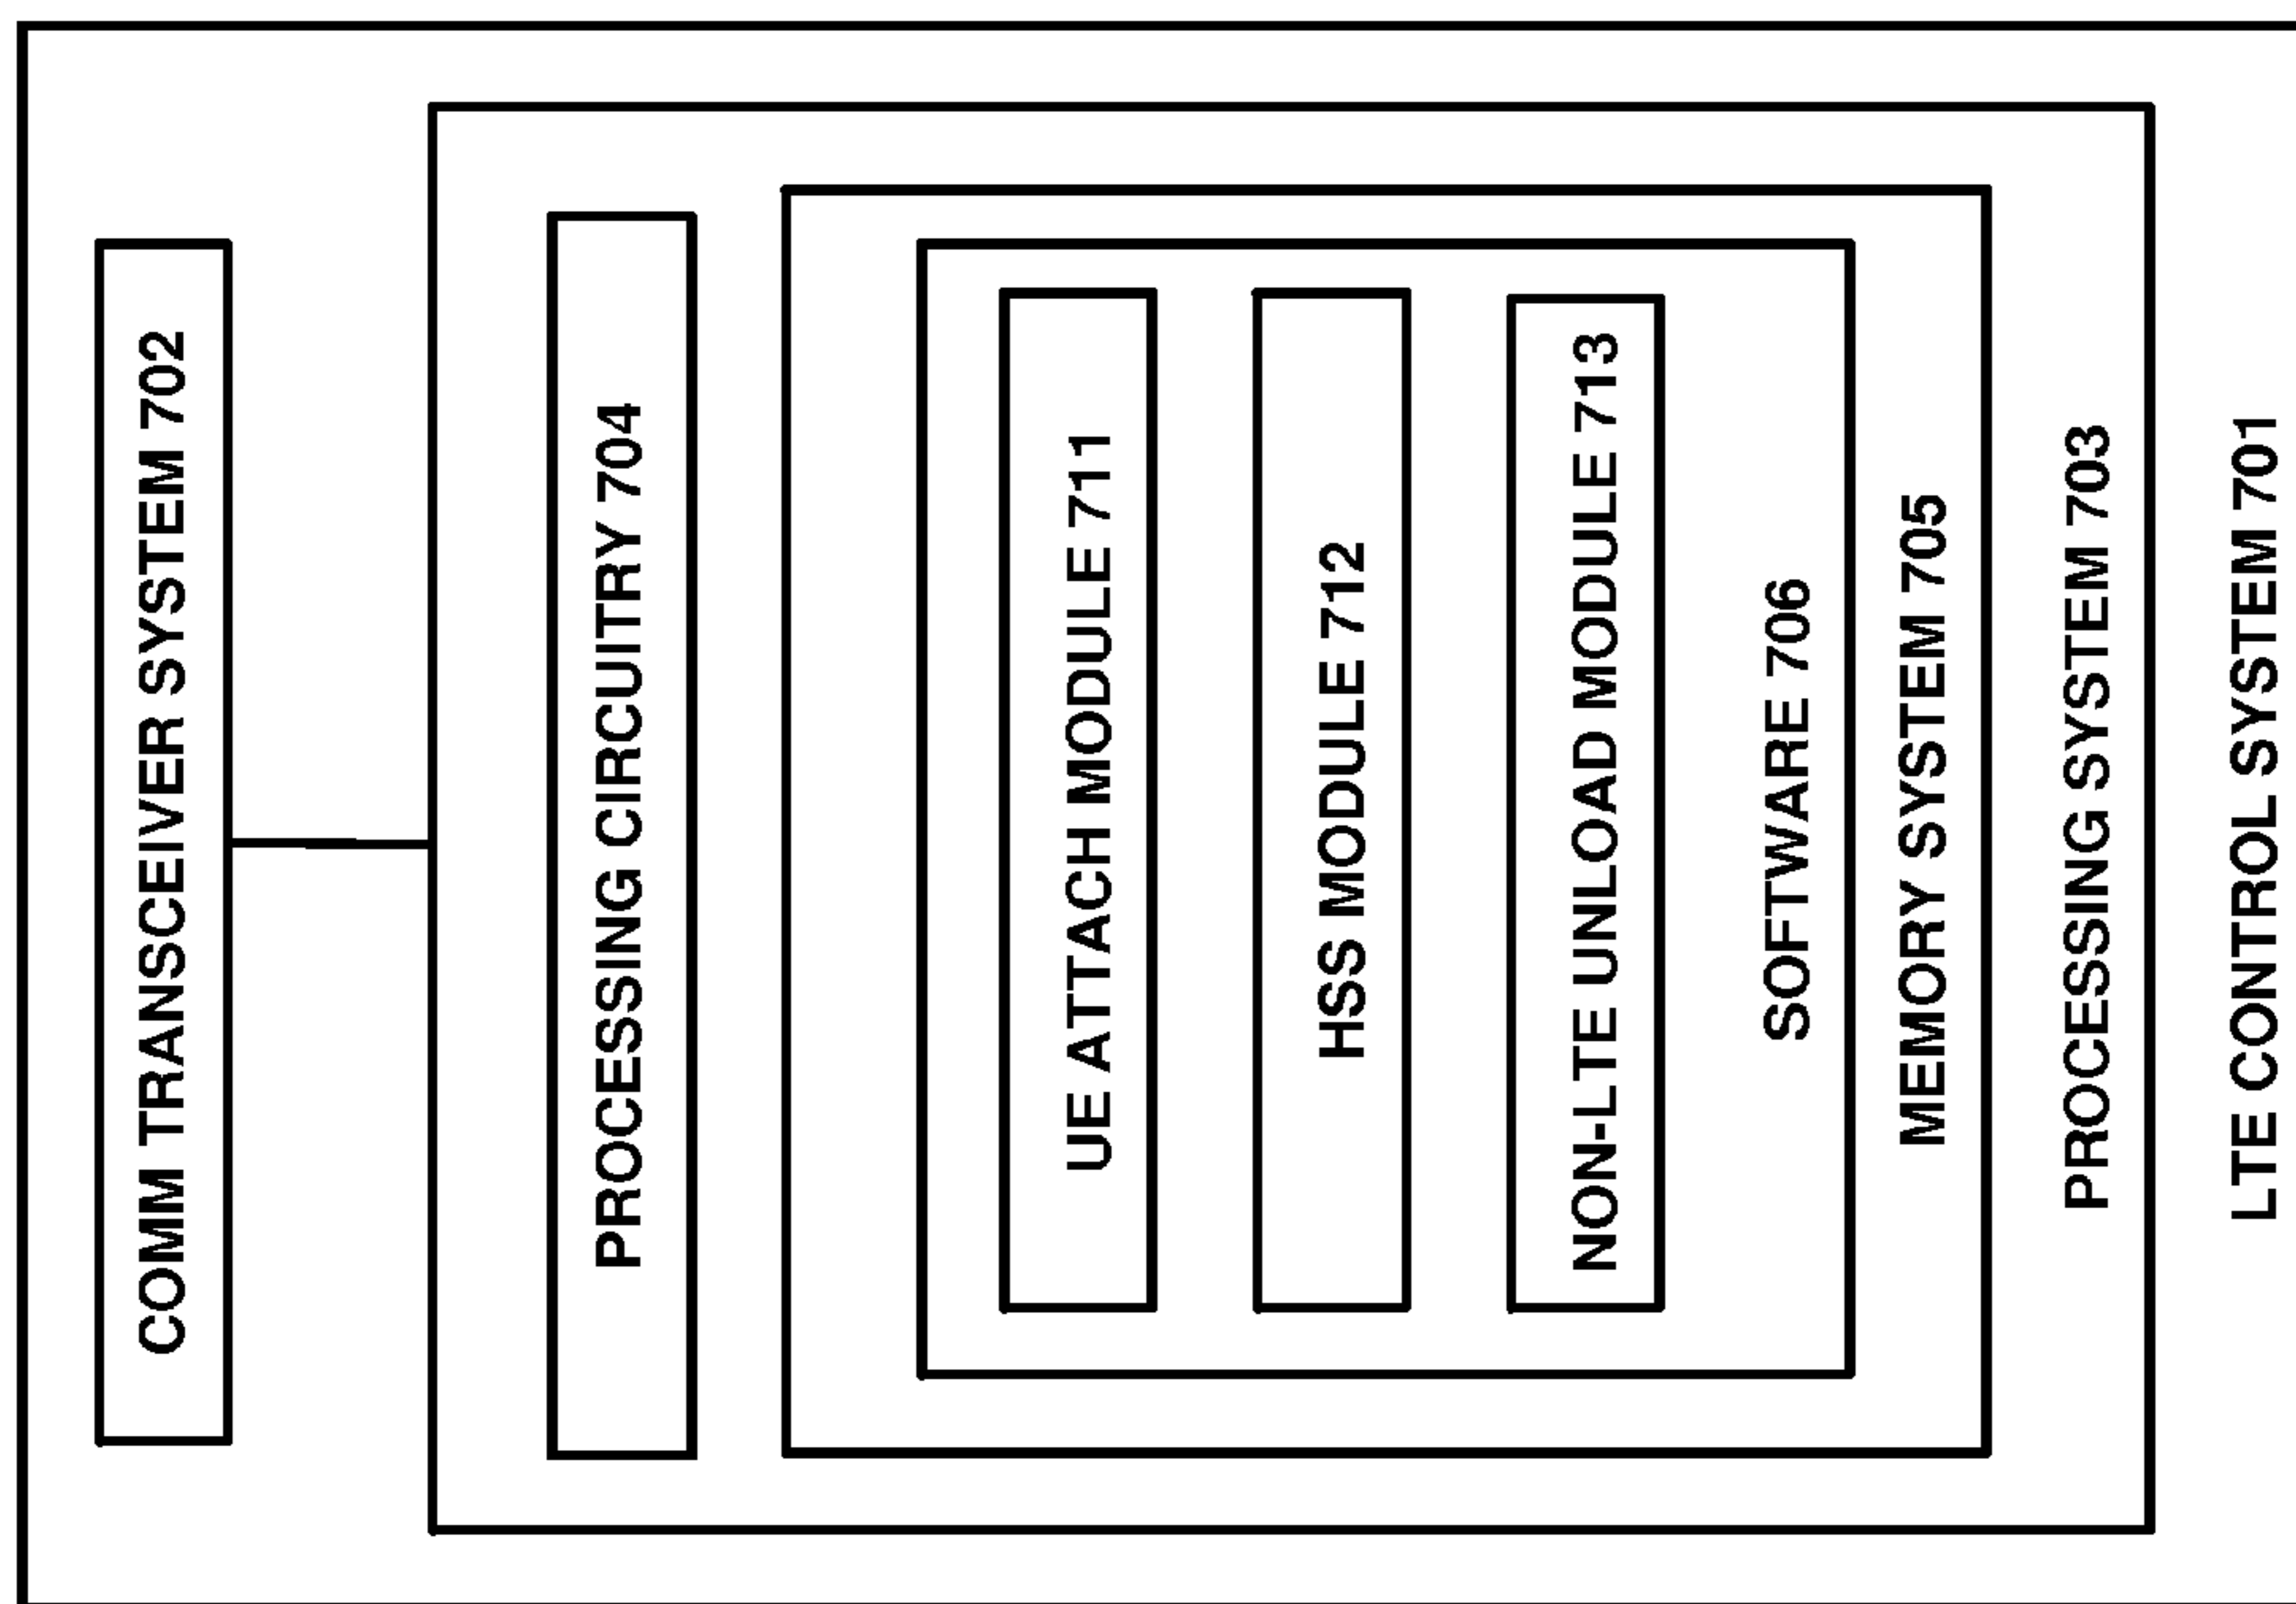 COMM TRANSCEIVER SYSTEM 702
PROCESSING CIRCUITRY 704
UE ATTACH MODULE 711
HSS MODULE 712
NON-LTE UNLOAD MODULE 713
SOFTWARE 706
MEMORY SYSTEM 705
PROCESSING SYSTEM 703
LTE CONTROL SYSTEM 701